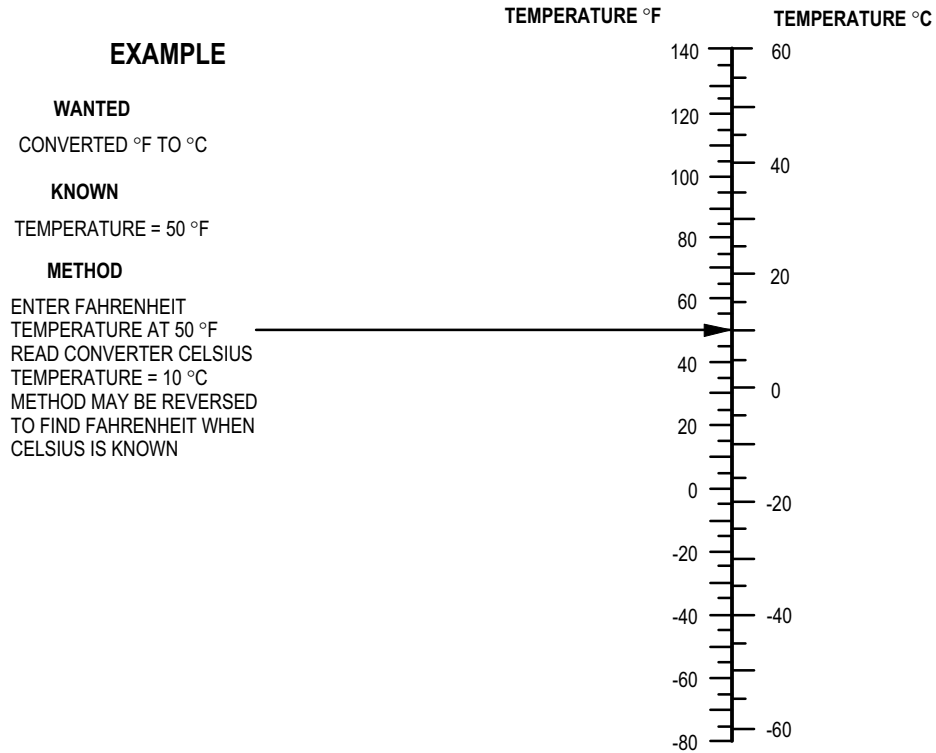 TEMPERATURE °F
TEMPERATURE °C
EXAMPLE
WANTED
CONVERTED °F TO °C
KNOWN
TEMPERATURE = 50 °F
METHOD
ENTER FAHRENHEIT
TEMPERATURE AT 50 °F
READ CONVERTER CELSIUS
TEMPERATURE = 10 °C
METHOD MAY BE REVERSED
TO FIND FAHRENHEIT WHEN
CELSIUS IS KNOWN
140
120
100
80
60
40
20
0
-20
-40
-60
-80
60
40
20
0
-20
-40
-60